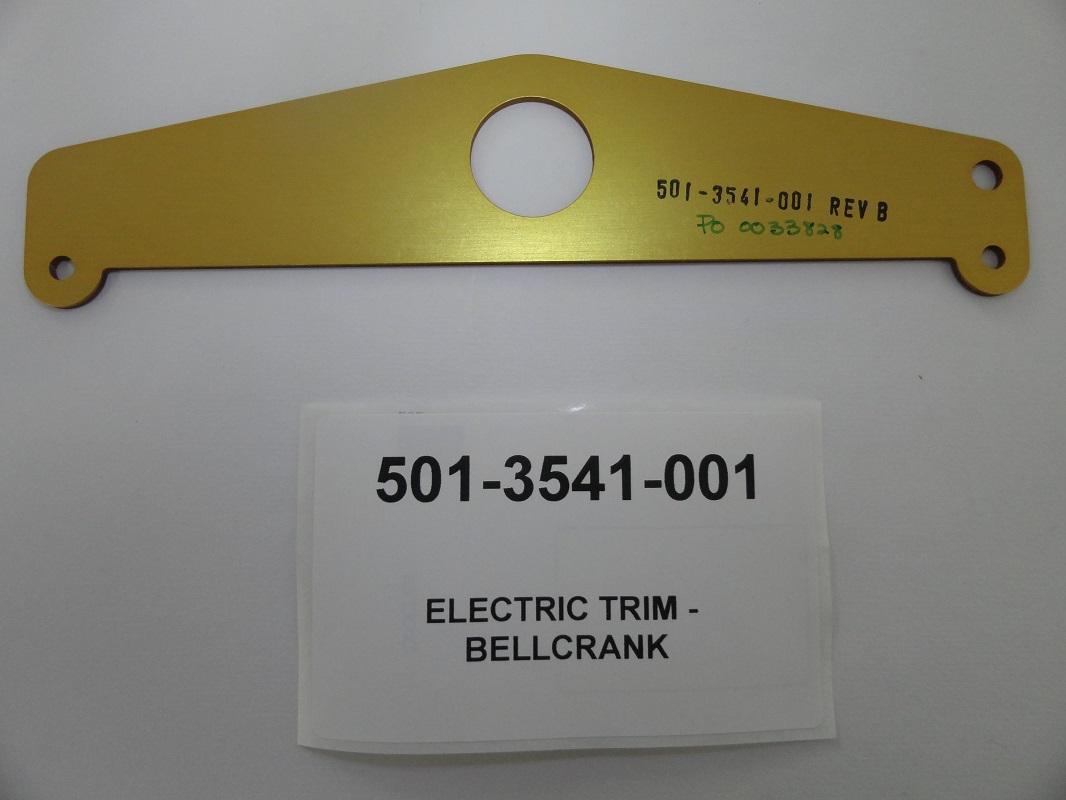 501-3541-001 REV B
PO 0033828
501-3541-001
ELECTRIC TRIM -
BELLCRANK